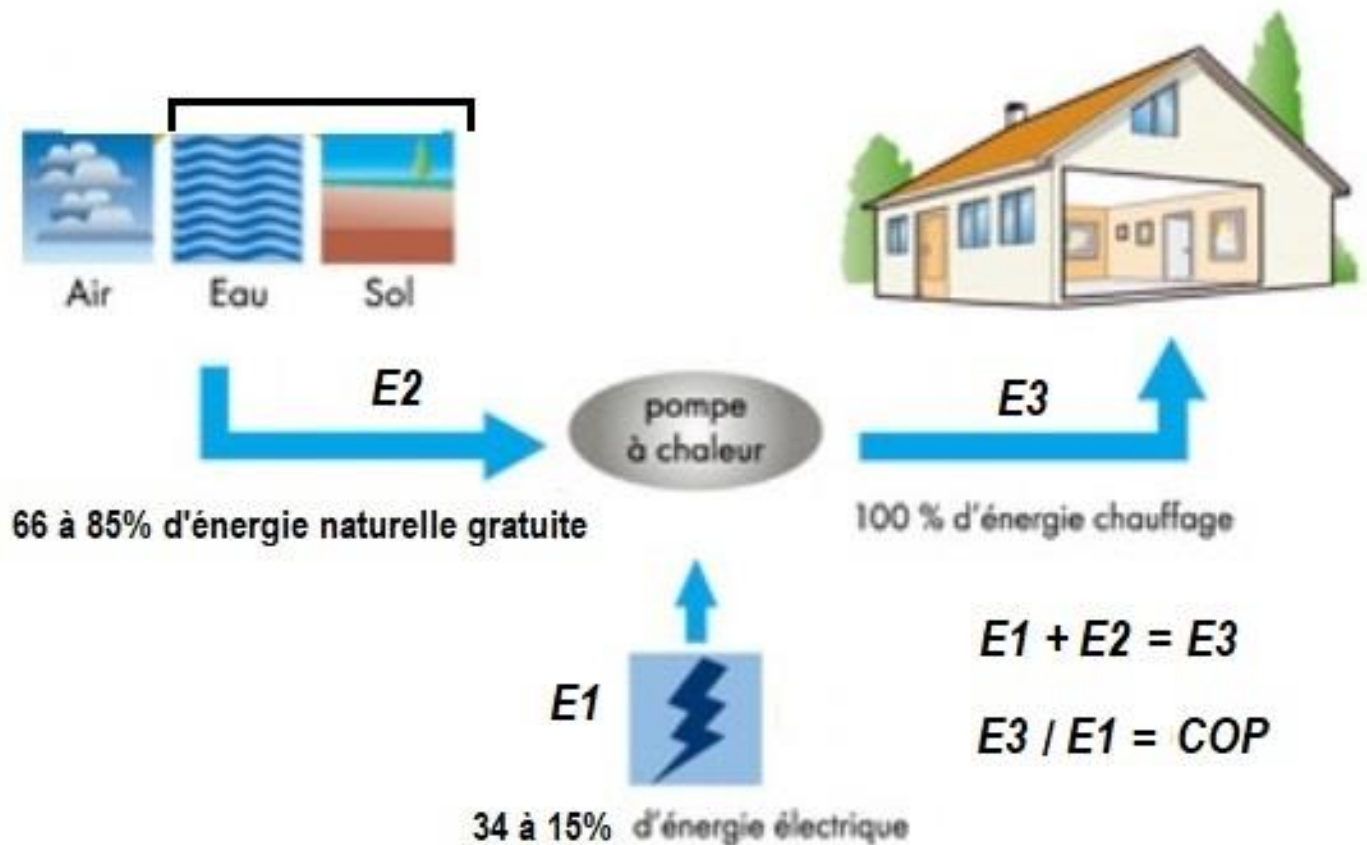 Air Eau Sol
E2
pompe
à chaleur
E3
66 à 85% d'énergie naturelle gratuite
100 % d'énergie chauffage
E1 + E2 = E3
E1
E3 / E1 = COP
34 à 15% d'énergie électrique